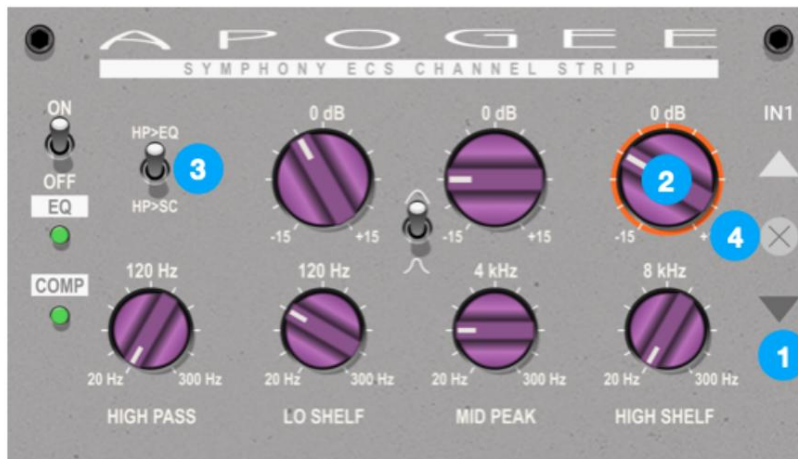 APOGEE
SYMPHONY ECS CHANNEL STRIP
ON
OFF
EQ
COMP
HP>EQ
3
HP>SC
0 dB
-15
+15
0 dB
-15
+15
0 dB
2
-15
+
4
IN1
1
120 Hz
20 Hz
300 Hz
HIGH PASS
120 Hz
20 Hz
300 Hz
LO SHELF
4 kHz
20 Hz
300 Hz
MID PEAK
8 kHz
20 Hz
300 Hz
HIGH SHELF